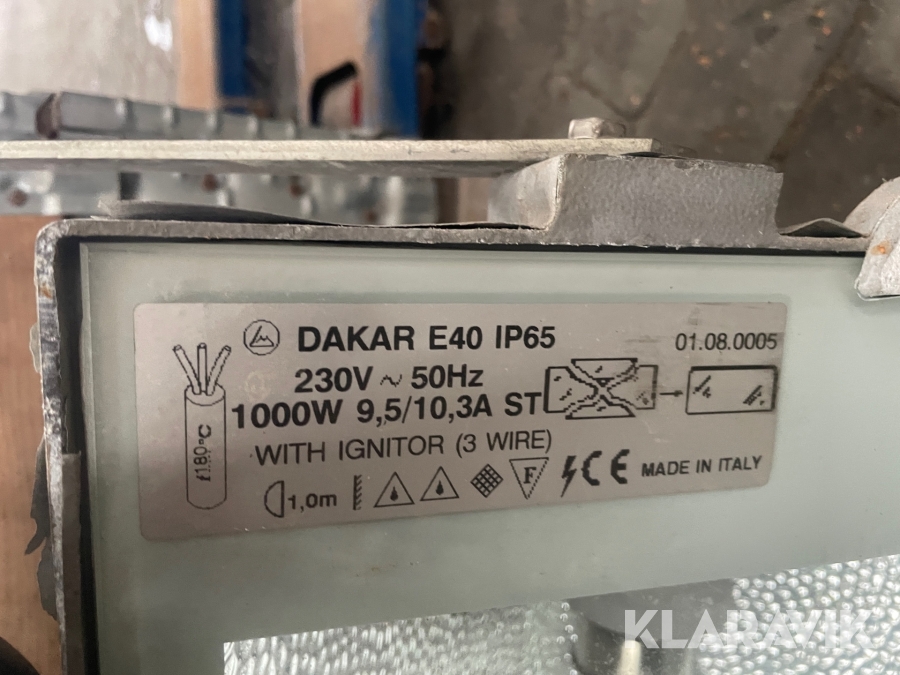 DAKAR E40 IP65
01.08.0005
230V ~ 50Hz
1000W 9,5/10,3A ST
WITH IGNITOR (3 WIRE)
1,0m
F
CE
MADE IN ITALY
KLARAVIK